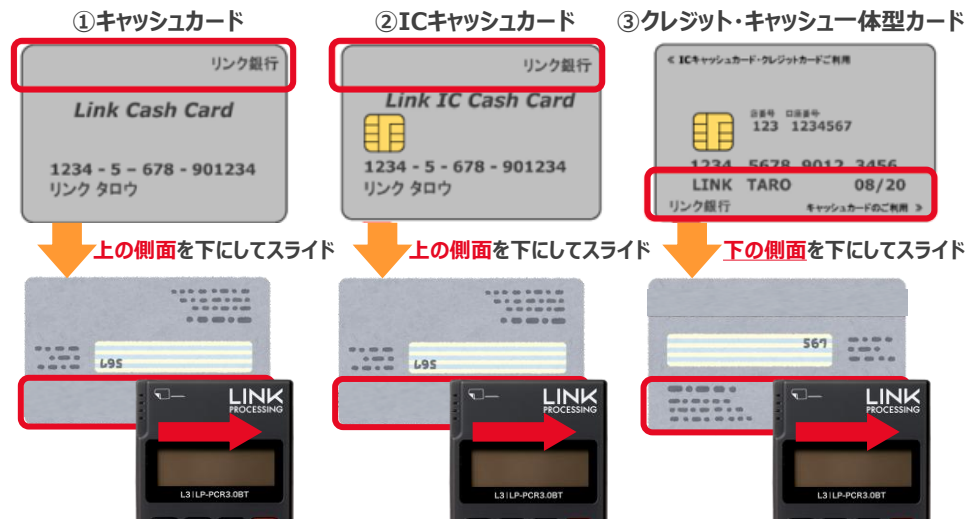 ①キャッシュカード
リンク銀行
Link Cash Card
1234 - 5 – 678 - 901234
リンク タロウ
上の側面を下にしてスライド
567
LINK
PROCESSING
L3 | LP-PCR3.0BT
②ICキャッシュカード
リンク銀行
Link IC Cash Card
1234 - 5 - 678 - 901234
リンク タロウ
上の側面を下にしてスライド
567
LINK
PROCESSING
L3 | LP-PCR3.0BT
③クレジット・キャッシュ一体型カード
《 ICキャッシュカード・クレジットカードご利用
店番号 口座番号
123 1234567
1234 5678 9012 3456
LINK TARO 08/20
リンク銀行 キャッシュカードのご利用 》
下の側面を下にしてスライド
567
LINK
PROCESSING
L3 | LP-PCR3.0BT